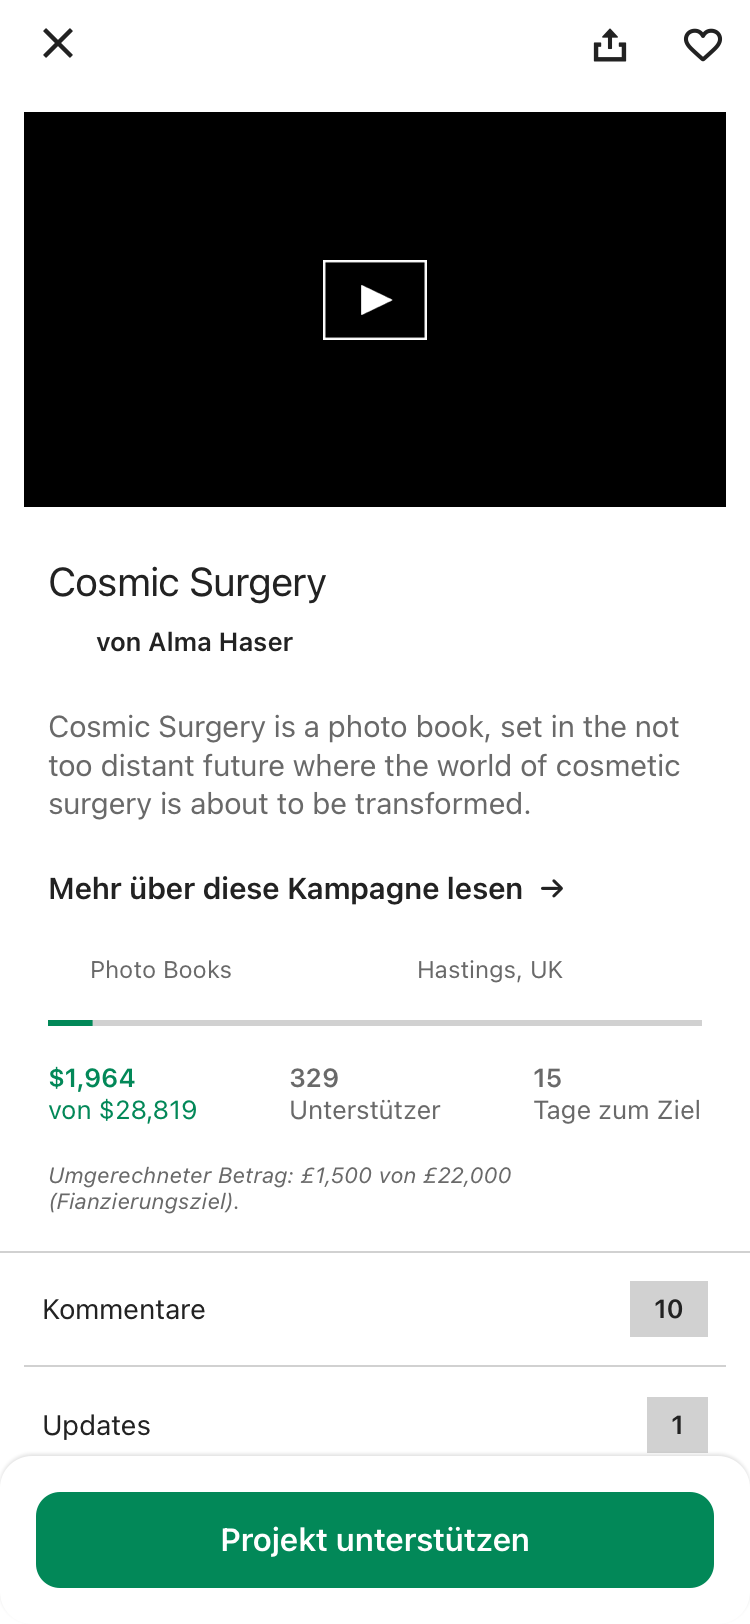 Cosmic Surgery
von Alma Haser
Cosmic Surgery is a photo book, set in the not
too distant future where the world of cosmetic
surgery is about to be transformed.
Mehr über diese Kampagne lesen →
Photo Books
Hastings, UK
$1,964
von $28,819
329
Unterstützer
15
Tage zum Ziel
Umgerechneter Betrag: £1,500 von £22,000
(Fianzierungsziel).
Kommentare
10
Updates
1
Projekt unterstützen